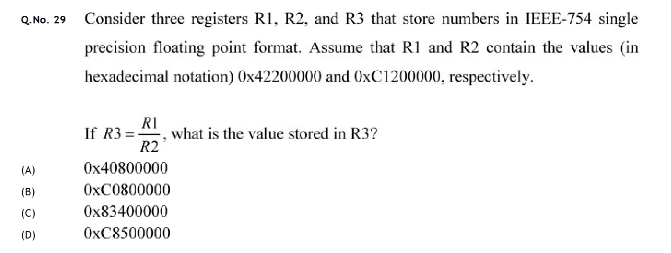 Q.No. 29 Consider three registers R1, R2, and R3 that store numbers in IEEE-754 single
precision floating point format. Assume that R1 and R2 contain the values (in
hexadecimal notation) 0x42200000 and 0xC1200000, respectively.
If R3 = R1/R2, what is the value stored in R3?
(A) 0x40800000
(B) 0xC0800000
(C) 0x83400000
(D) 0xC8500000